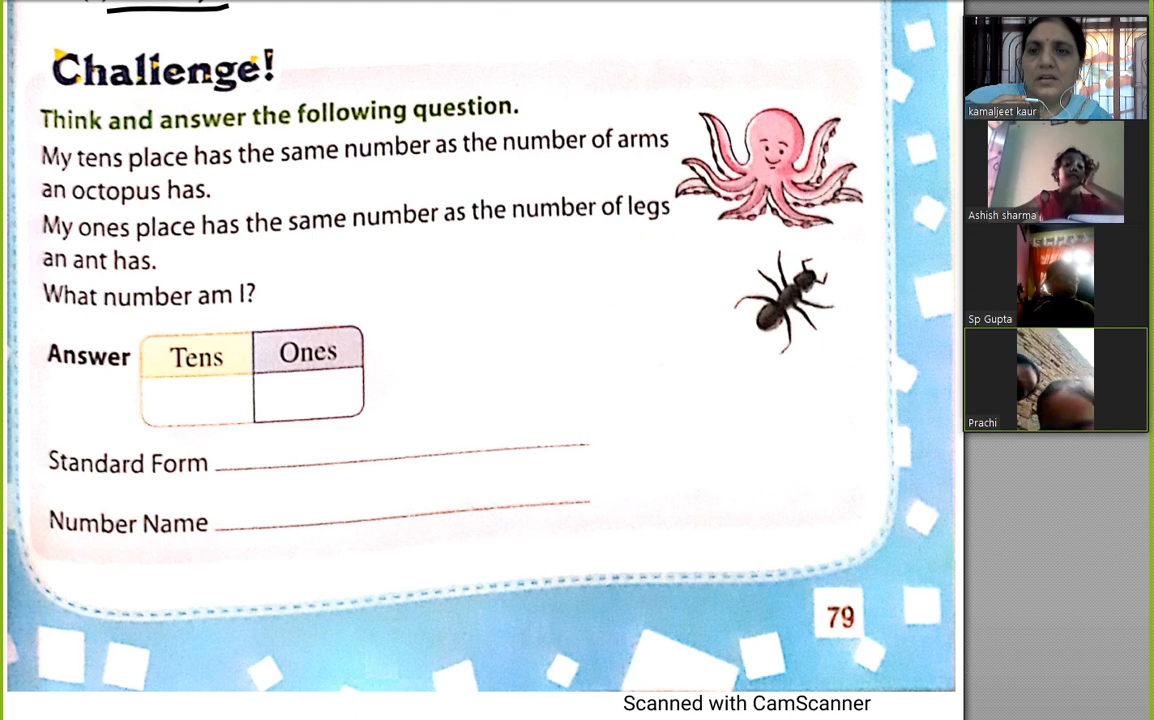 Challenge!
Think and answer the following question.
My tens place has the same number as the number of arms
an octopus has.
My ones place has the same number as the number of legs
an ant has.
What number am I?
Answer
Tens
Ones
Standard Form
Number Name
79
Scanned with CamScanner
kamaljeet kaur
Ashish sharma
Sp Gupta
Prachi